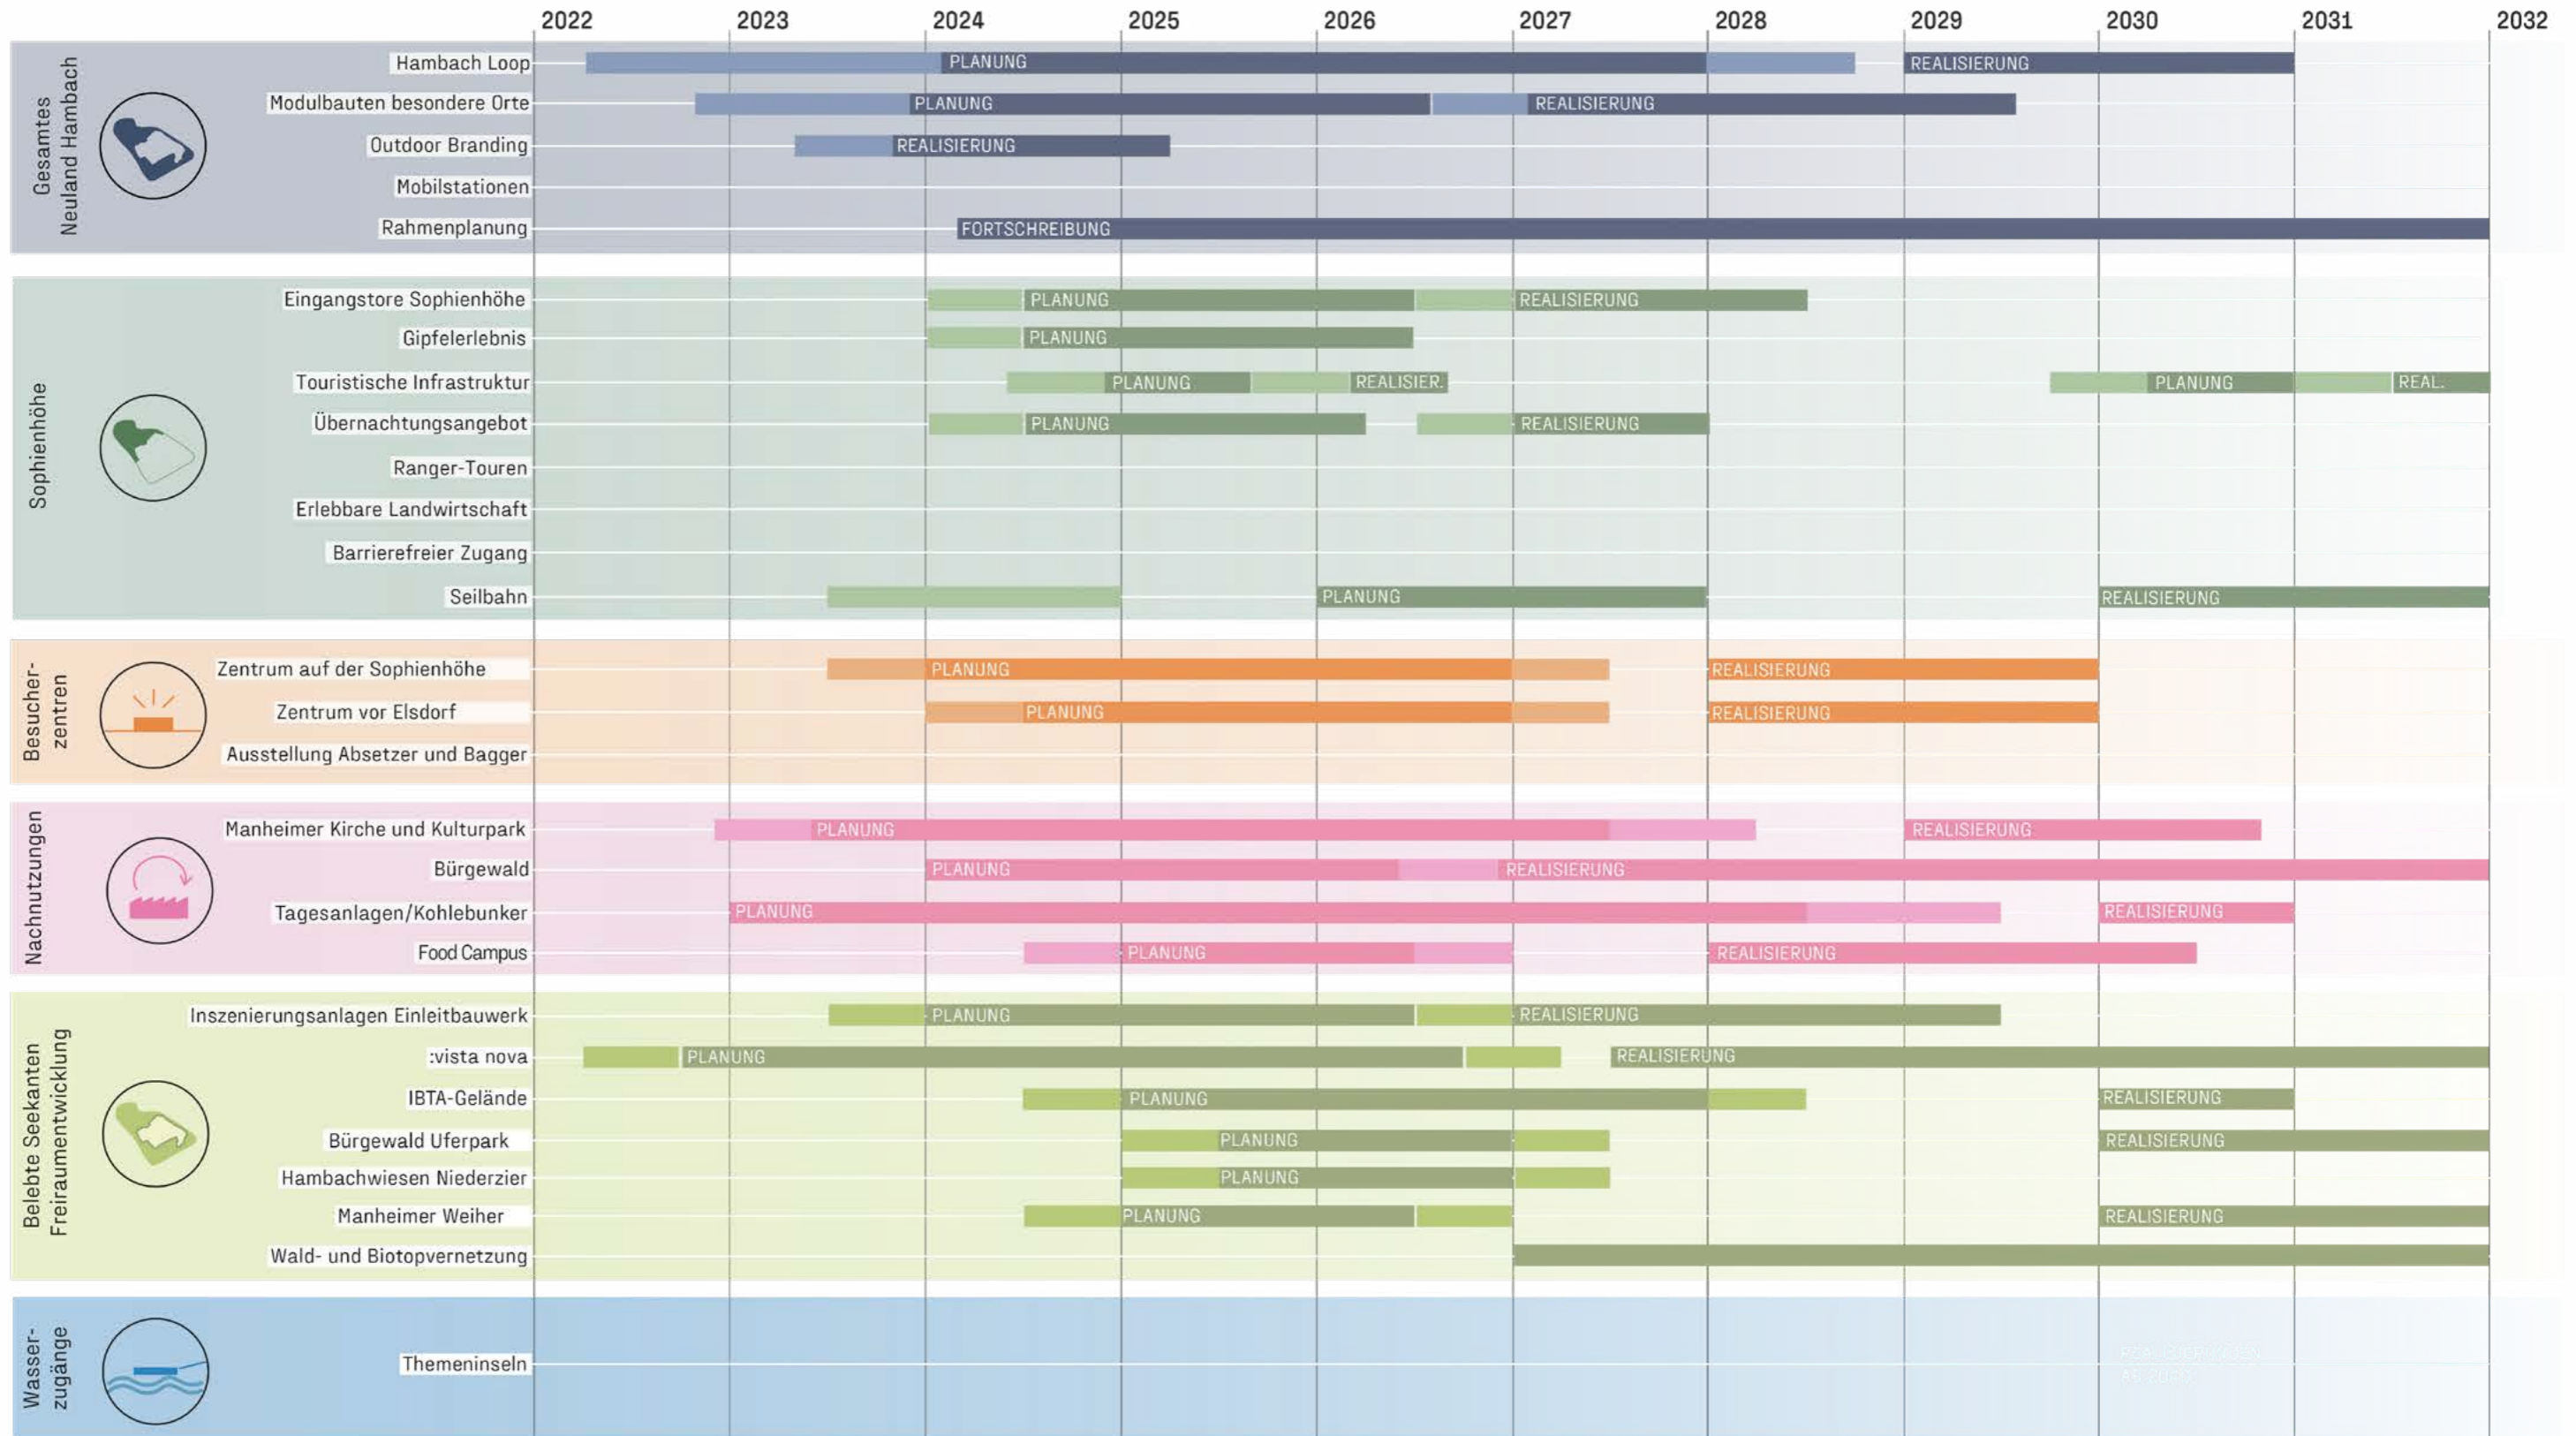 2022 2023 2024 2025 2026 2027 2028 2029 2030 2031 2032
Gesamtes
Neuland Hambach
Hambach Loop PLANUNG REALISIERUNG
Modulbauten besondere Orte PLANUNG REALISIERUNG
Outdoor Branding REALISIERUNG
Mobilstationen
Rahmenplanung FORTSCHREIBUNG
Sophienhöhe
Eingangstore Sophienhöhe PLANUNG REALISIERUNG
Gipfelerlebnis PLANUNG
Touristische Infrastruktur PLANUNG REALISIER. PLANUNG REAL.
Übernachtungsangebot PLANUNG REALISIERUNG
Ranger-Touren
Erlebbare Landwirtschaft
Barrierefreier Zugang
Seilbahn PLANUNG REALISIERUNG
Besucher-
zentren
Zentrum auf der Sophienhöhe PLANUNG REALISIERUNG
Zentrum vor Elsdorf PLANUNG REALISIERUNG
Ausstellung Absetzer und Bagger
Nachnutzungen
Manheimer Kirche und Kulturpark PLANUNG REALISIERUNG
Bürgewald PLANUNG REALISIERUNG
Tagesanlagen/Kohlebunker PLANUNG REALISIERUNG
Food Campus PLANUNG REALISIERUNG
Belebte Seekanten
Freiraumentwicklung
Inszenierungsanlagen Einleitbauwerk PLANUNG REALISIERUNG
:vista nova PLANUNG REALISIERUNG
IBTA-Gelände PLANUNG REALISIERUNG
Bürgewald Uferpark PLANUNG REALISIERUNG
Hambachwiesen Niederzier PLANUNG
Manheimer Weiher PLANUNG REALISIERUNG
Wald- und Biotopvernetzung
Wasser-
zugänge
Themeninseln